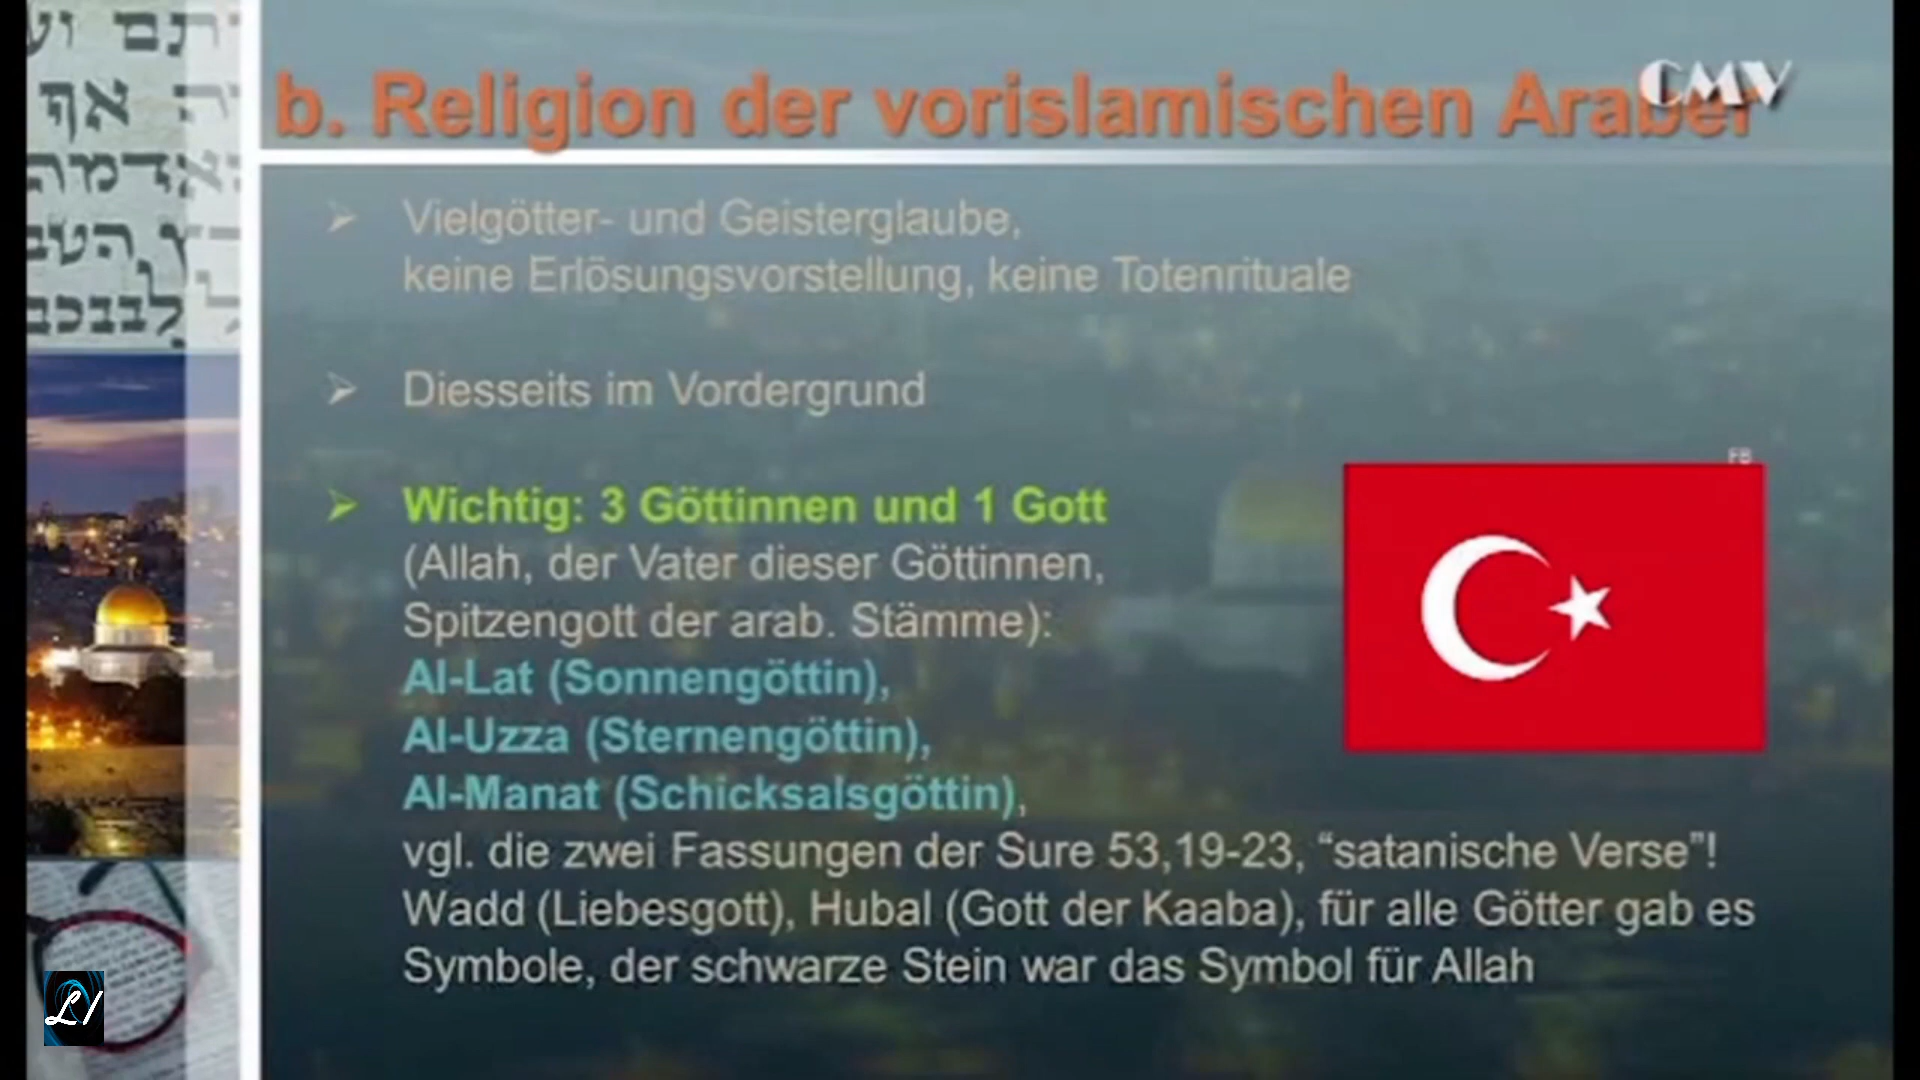 b. Religion der vorislamischen Araber
CMV
Vielgötter- und Geisterglaube,
keine Erlösungsvorstellung, keine Totenrituale
Diesseits im Vordergrund
FB
Wichtig: 3 Göttinnen und 1 Gott
(Allah, der Vater dieser Göttinnen,
Spitzengott der arab. Stämme):
Al-Lat (Sonnengöttin),
Al-Uzza (Sternengöttin),
Al-Manat (Schicksalsgöttin),
vgl. die zwei Fassungen der Sure 53,19-23, “satanische Verse”!
Wadd (Liebesgott), Hubal (Gott der Kaaba), für alle Götter gab es
Symbole, der schwarze Stein war das Symbol für Allah